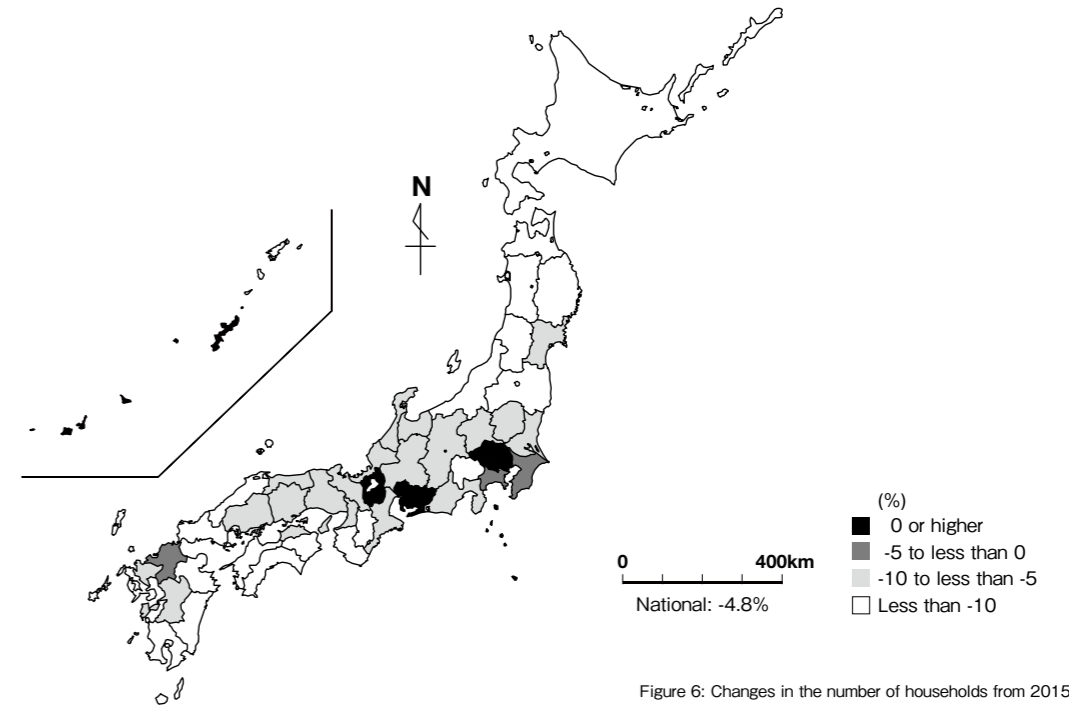 N
(%)
0 or higher
-5 to less than 0
-10 to less than -5
Less than -10
0 400km
National: -4.8%
Figure 6: Changes in the number of households from 2015